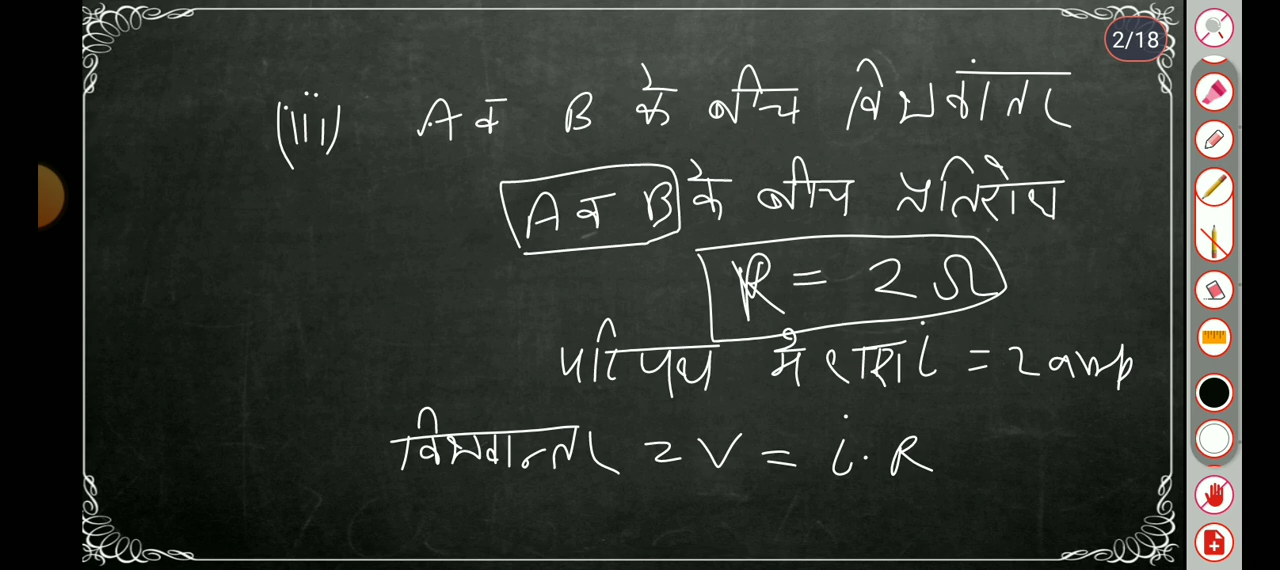 2/18
(iii) A व B के बीच विभवांतर
A व B के बीच प्रतिरोध
R = 2 Ω
परिपथ में धारा i = 2 amp
विभवान्तर = V = i . R